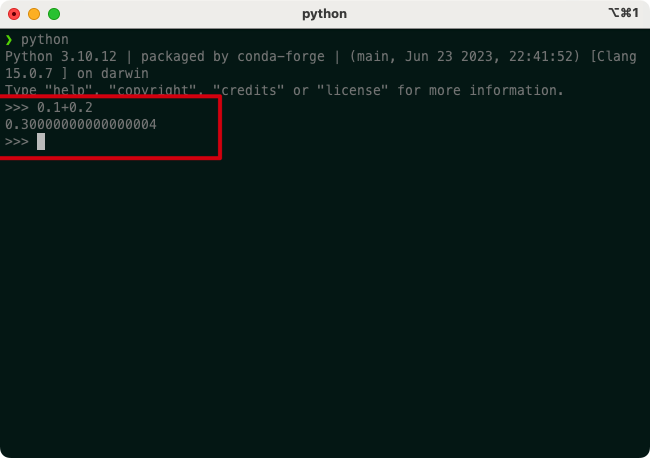 python
⌥⌘1
❯ python
Python 3.10.12 | packaged by conda-forge | (main, Jun 23 2023, 22:41:52) [Clang
15.0.7 ] on darwin
Type "help", "copyright", "credits" or "license" for more information.
>>> 0.1+0.2
0.30000000000000004
>>>